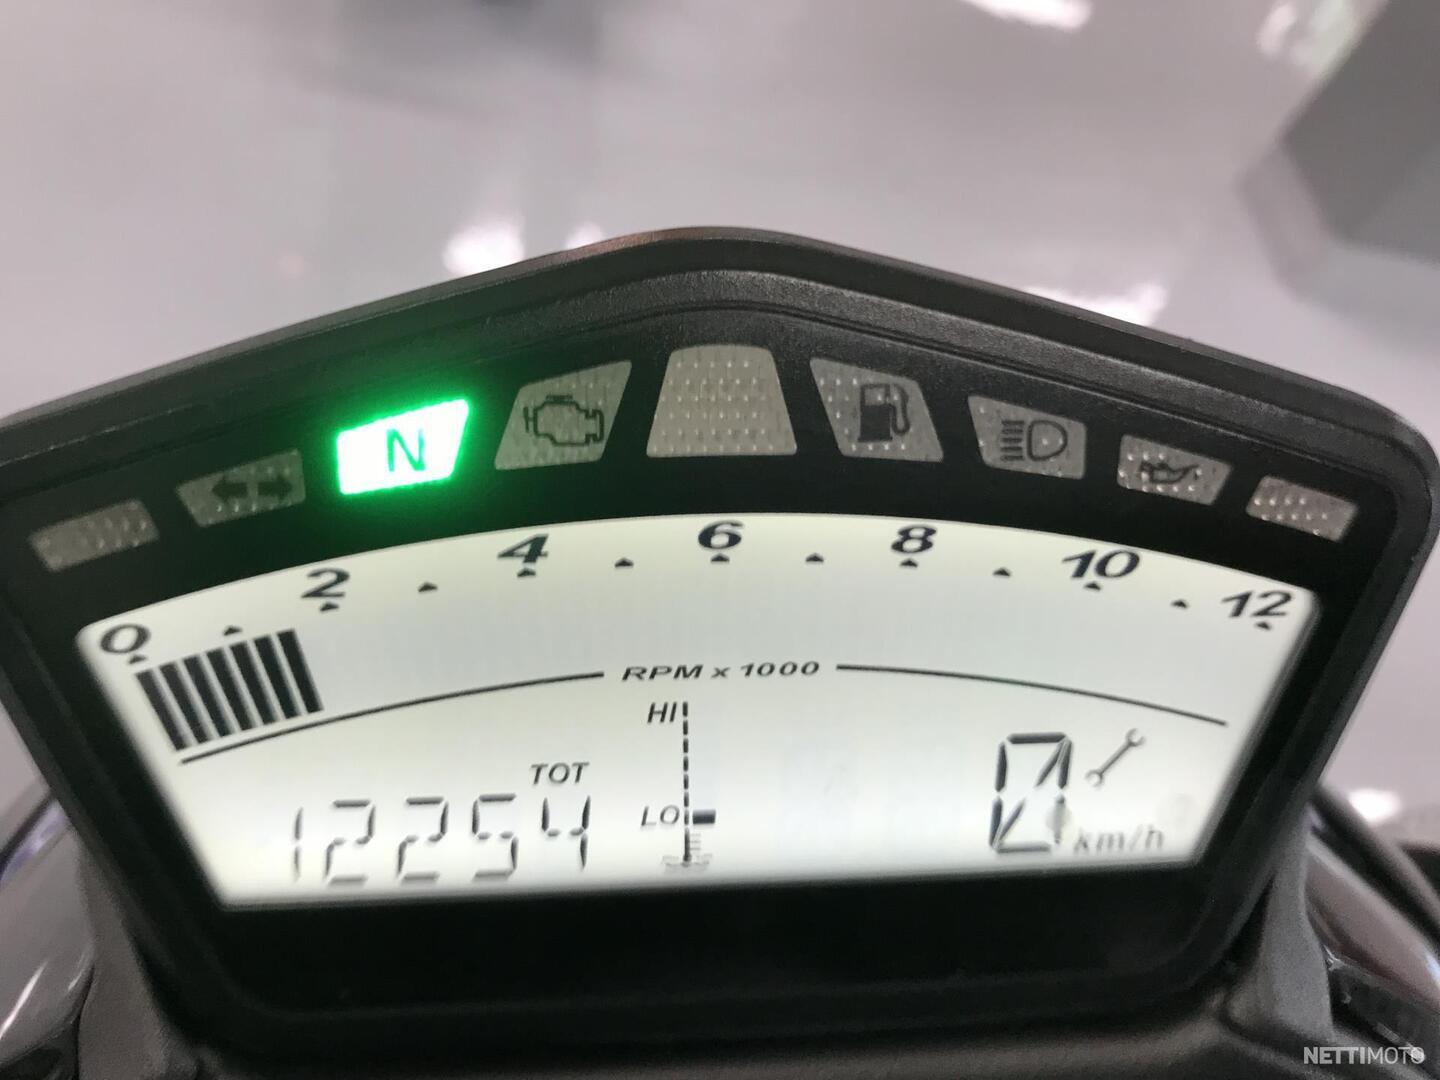 N
0 2 4 6 8 10 12
RPM x 1000
HI
TOT
12254
LO
0
km/h
NETTIMOTO